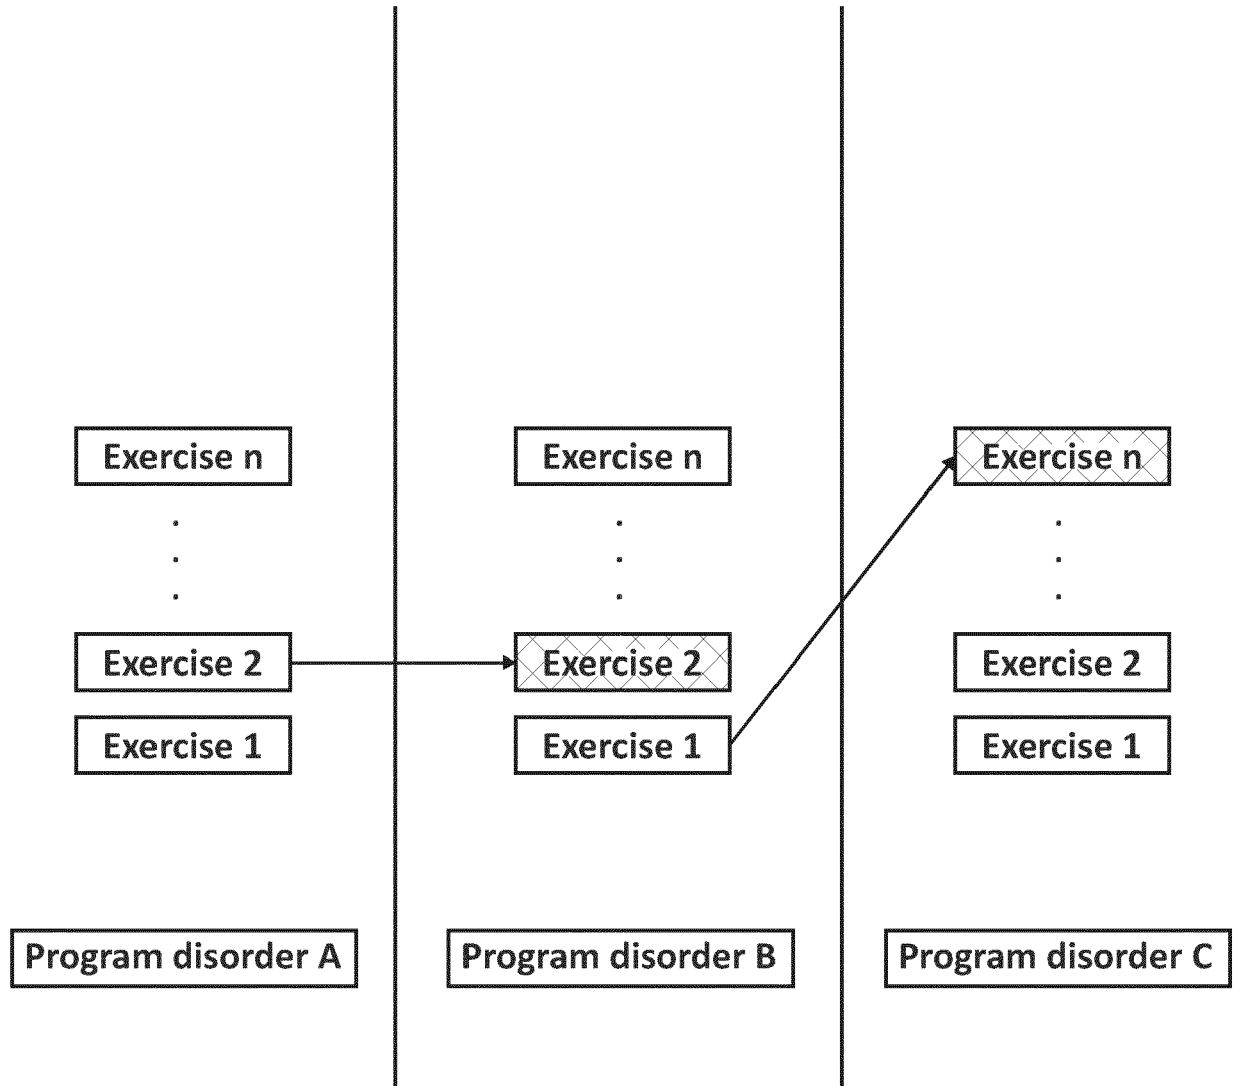 Exercise n
Exercise n
Exercise n
.
.
.
.
.
.
.
.
.
Exercise 2
Exercise 2
Exercise 2
Exercise 1
Exercise 1
Exercise 1
Program disorder A
Program disorder B
Program disorder C